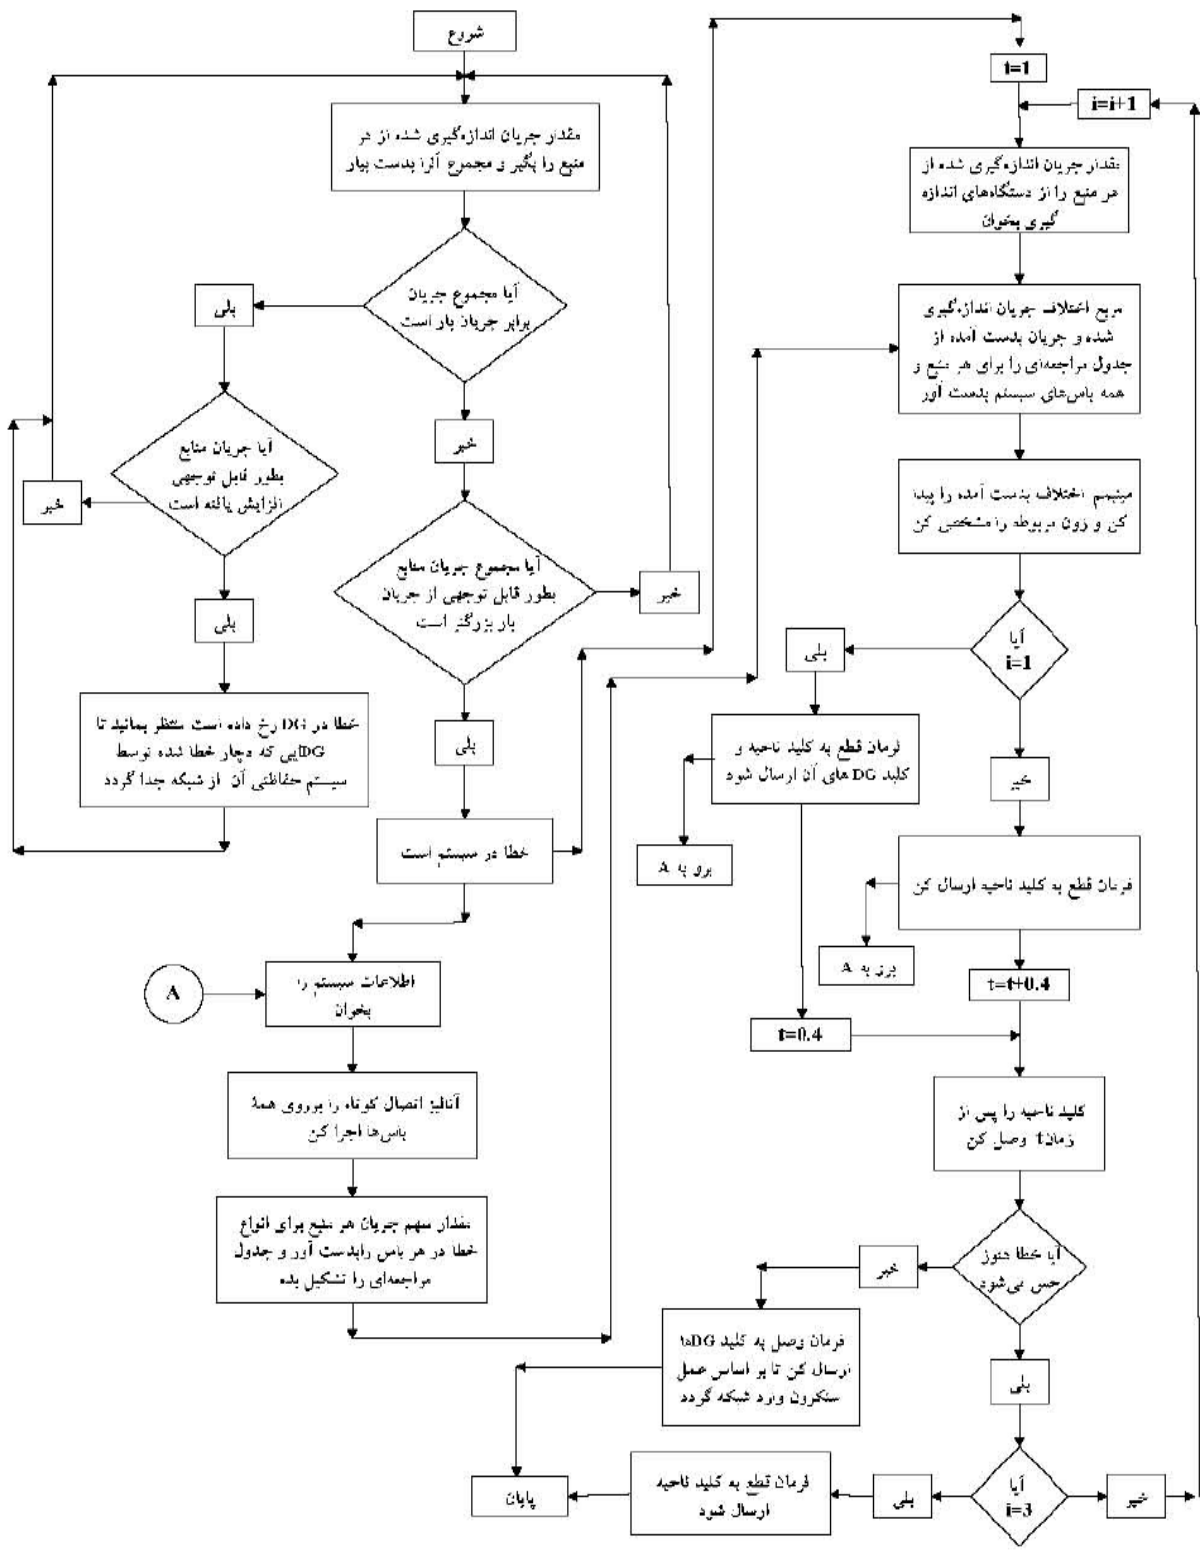 شروع
مقدار جریان اندازه‌گیری شده از در
منبع را بگیر و مجموع آنرا بدست بیار
آیا مجموع جریان
برابر جریان بار است
بلی
خیر
آیا جریان منابع
بطور قابل توجهی
افزایش یافته است
خیر
بلی
خطا در DG رخ داده است منتظر بمانید تا
DGایی که دچار خطا شده توسط
سیستم حفاظتی آن از شبکه جدا گردد
آیا مجموع جریان منابع
بطور قابل توجهی از جریان
بار بزرگتر است
خیر
بلی
خطا در سیستم است
A
اطلاعات سیستم را
بخوان
آنالیز اتصال کوتاه را برروی همهٔ
باس‌ها اجرا کن
مقدار سهم جریان هر منبع برای انواع
خطا در هر باس رابدست آور و جدول
مراجعه‌ای را تشکیل بده
t=1
i=i+1
مقدار جریان اندازه‌گیری شده از
هر منبع را از دستگاه‌های اندازه
گیری بخوان
مربع اختلاف جریان اندازه‌گیری
شده و جریان بدست آمده از
جدول مراجعه‌ای را برای هر منبع و
همه باس‌های سیستم بدست آور
مینیمم اختلاف بدست آمده را پیدا
کن و زون مربوطه را مشخص کن
آیا
i=1
بلی
فرمان قطع به کلید ناحیه و
کلید DG های آن ارسال شود
برو به A
خیر
فرمان قطع به کلید ناحیه ارسال کن
برو به A
t=t+0.4
t=0.4
کلید ناحیه را پس از
زمان t وصل کن
آیا خطا هنوز
حس می‌شود
خیر
فرمان وصل به کلید DGها
ارسال کن تا بر اساس عمل
سنکرون وارد شبکه گردد
بلی
آیا
i=3
خیر
بلی
فرمان قطع به کلید ناحیه
ارسال شود
پایان